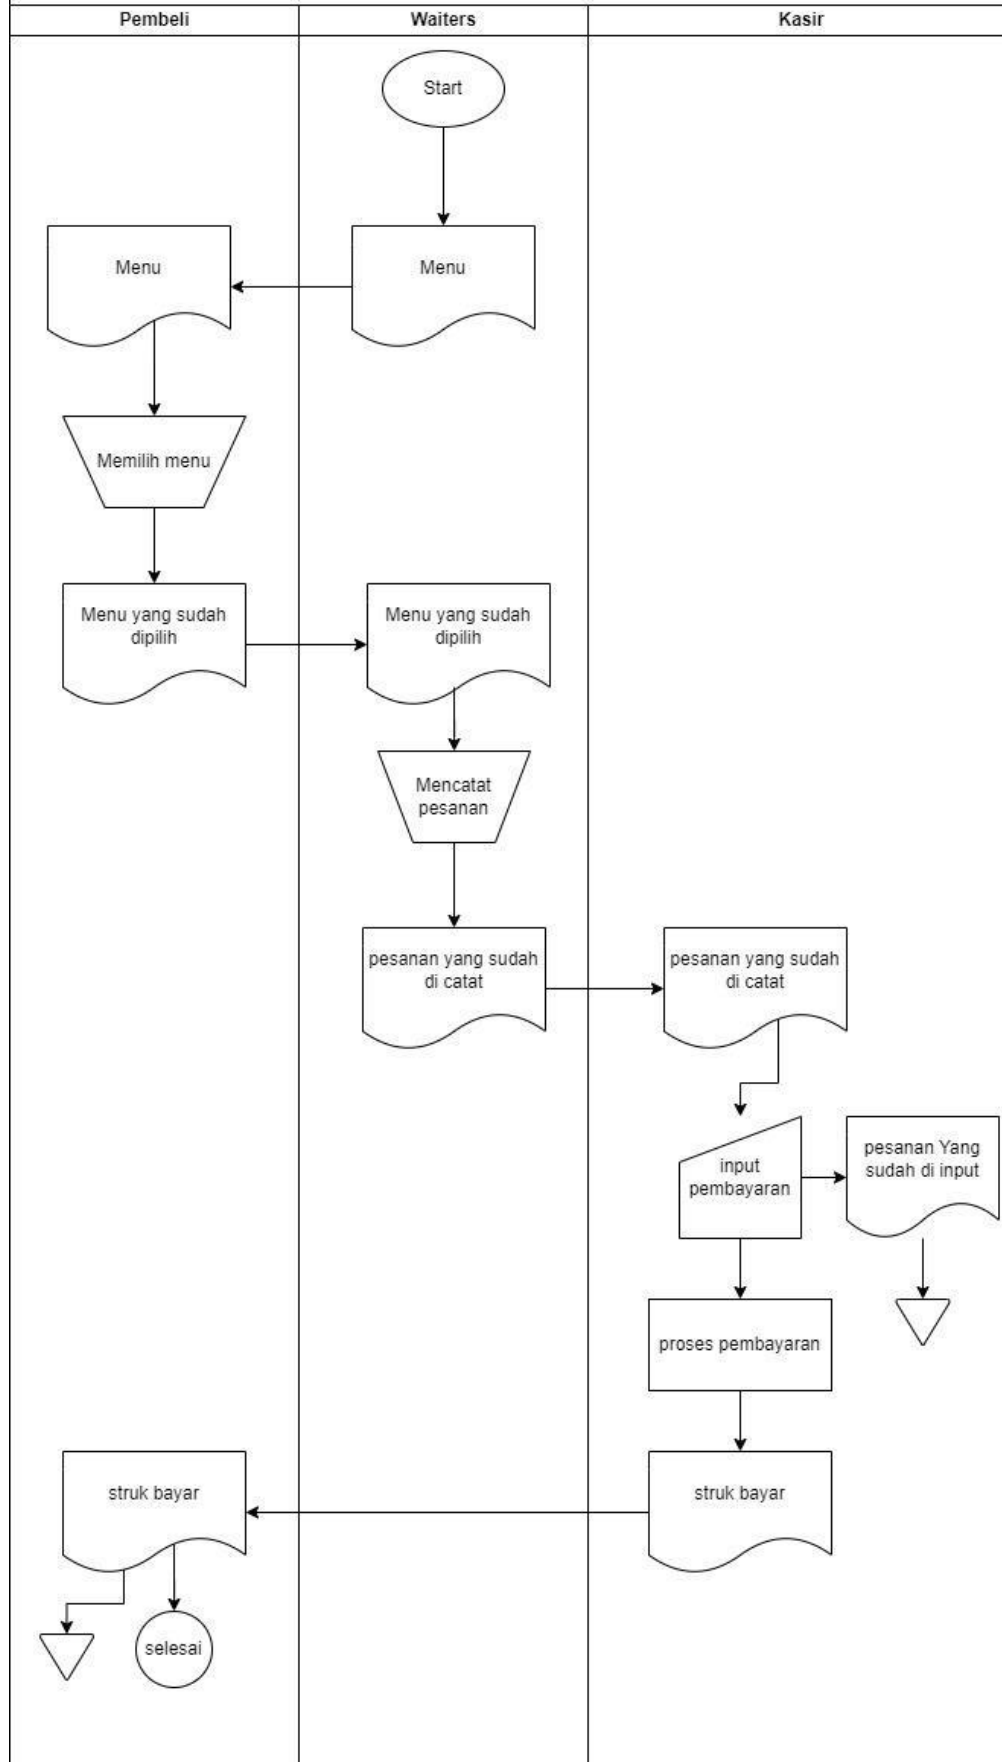 Pembeli
Waiters
Kasir
Start
Menu
Menu
Memilih menu
Menu yang sudah
dipilih
Menu yang sudah
dipilih
Mencatat
pesanan
pesanan yang sudah
di catat
pesanan yang sudah
di catat
input
pembayaran
pesanan Yang
sudah di input
proses pembayaran
struk bayar
struk bayar
selesai